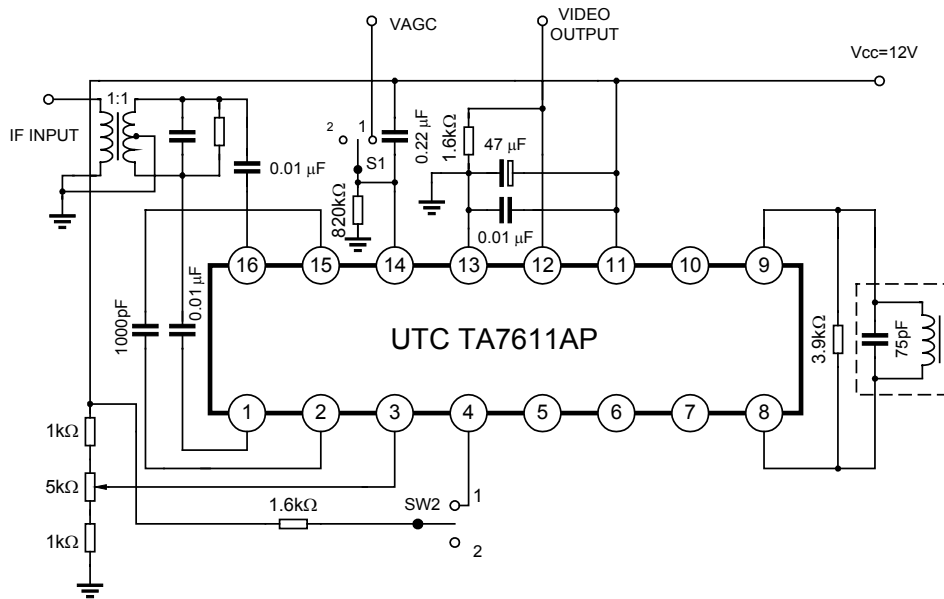 VIDEO
OUTPUT
VAGC
Vcc=12V
1:1
IF INPUT
2
1
S1
0.22 µF
1.6kΩ
47 µF
0.01 µF
820kΩ
0.01 µF
16
15
14
13
12
11
10
9
1000pF
0.01 µF
UTC TA7611AP
3.9kΩ
75pF
1
2
3
4
5
6
7
8
1kΩ
5kΩ
1kΩ
1.6kΩ
SW2
1
2